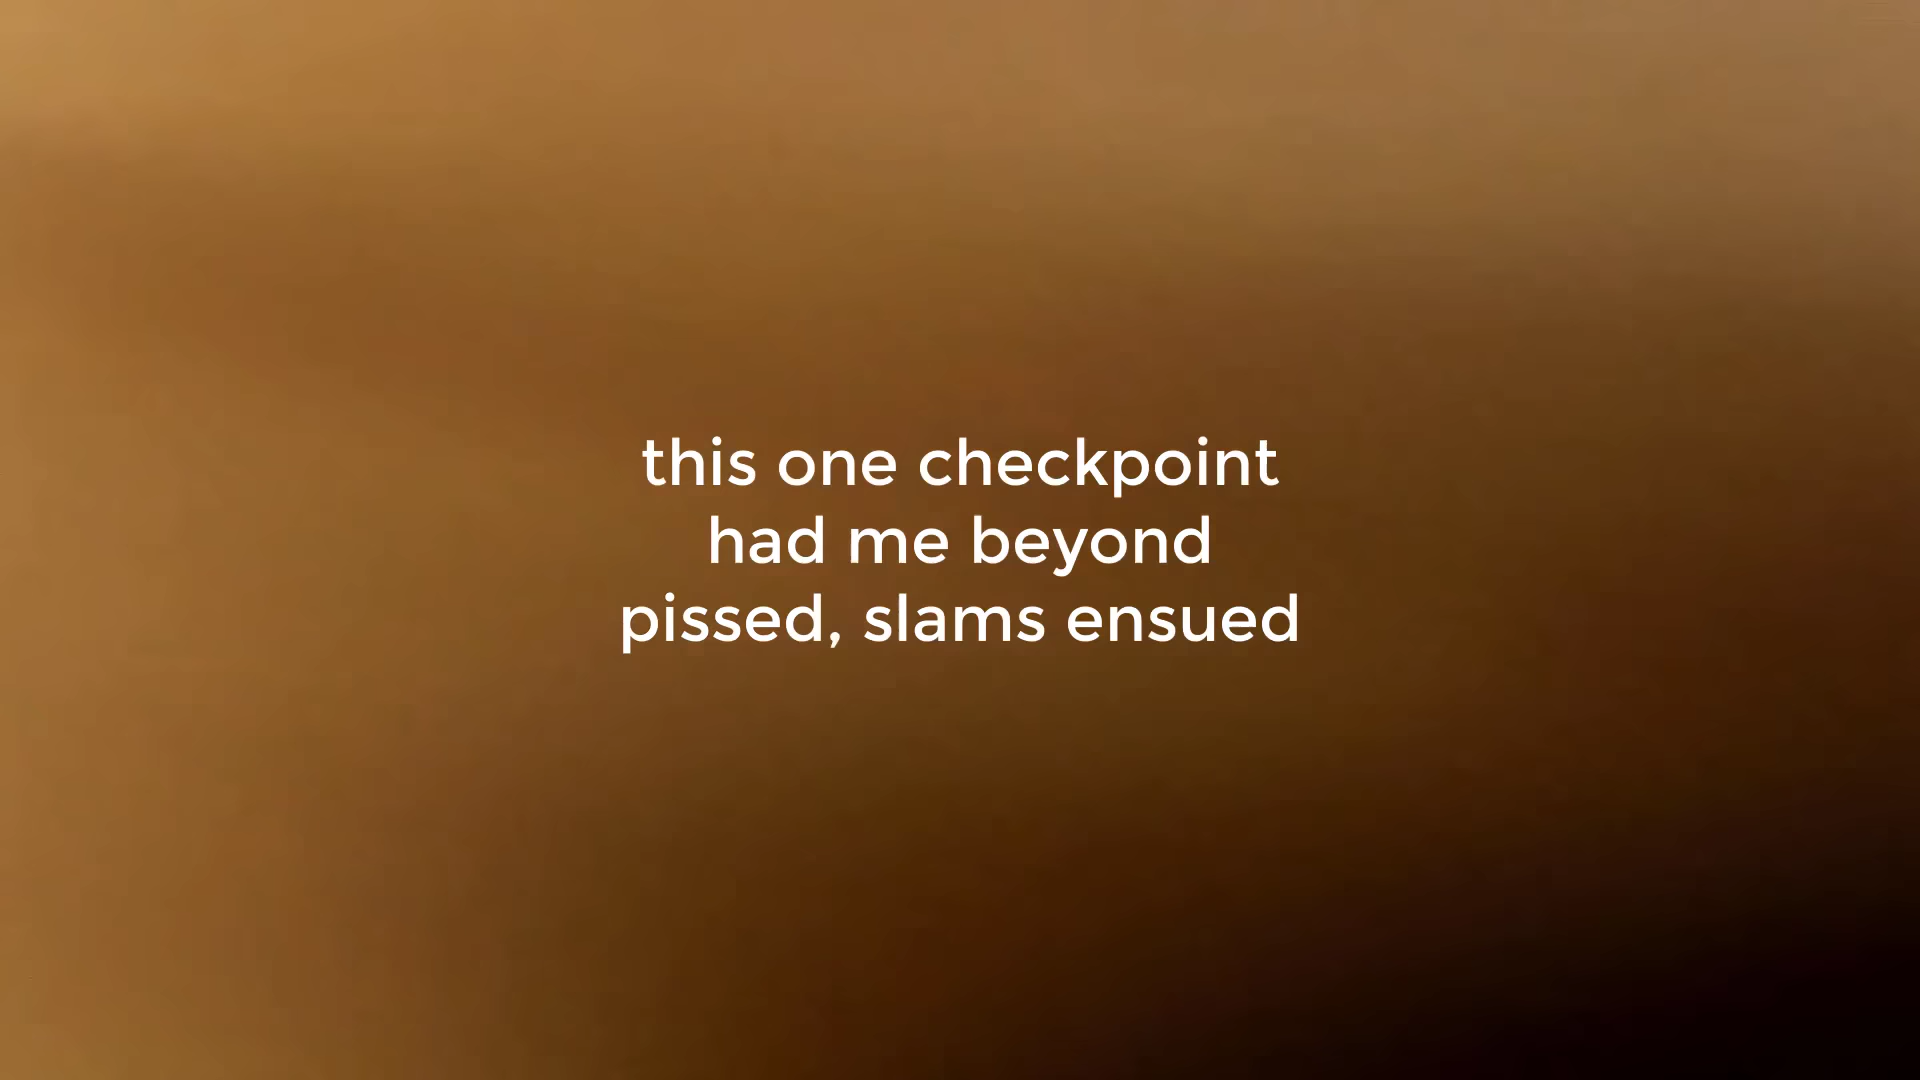 this one checkpoint
had me beyond
pissed, slams ensued